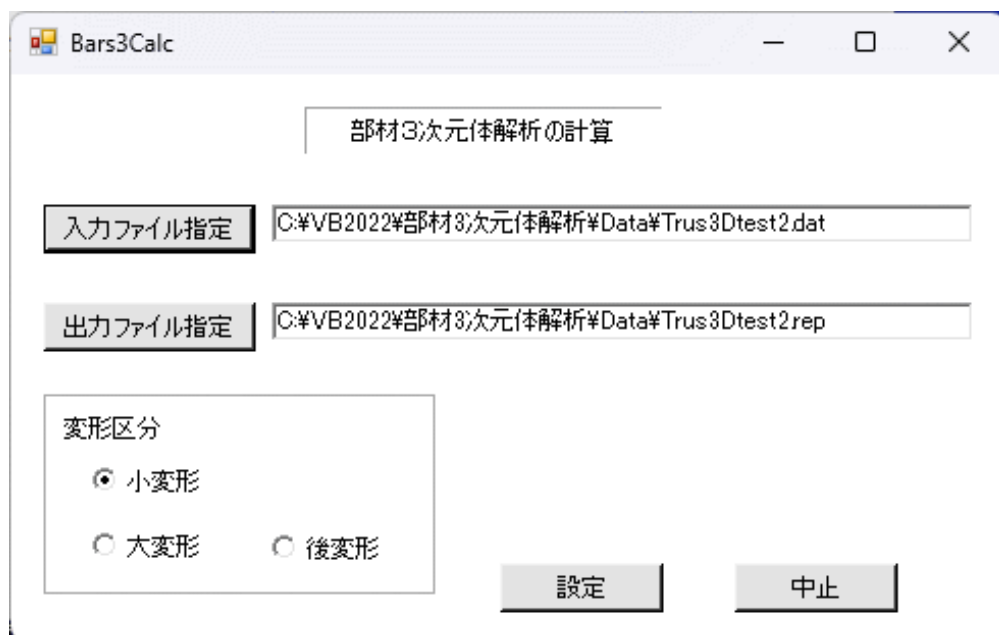 Bars3Calc
部材３次元体解析の計算
入力ファイル指定 C:¥VB2022¥部材3次元体解析¥Data¥Trus3Dtest2.dat
出力ファイル指定 C:¥VB2022¥部材3次元体解析¥Data¥Trus3Dtest2.rep
変形区分
小変形
大変形 後変形
設定 中止